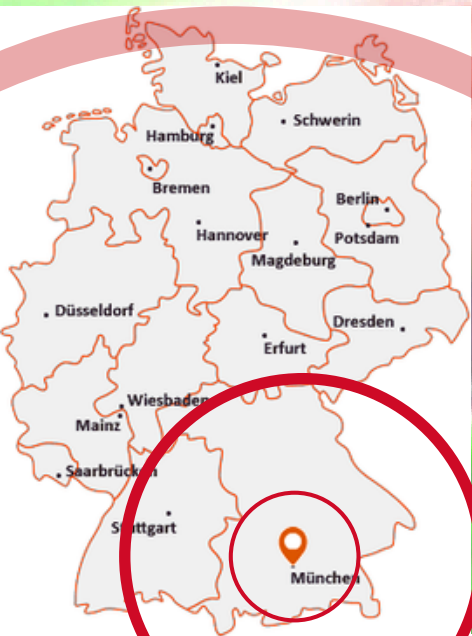 Kiel
Schwerin
Hamburg
Bremen
Berlin
Hannover
Potsdam
Magdeburg
Düsseldorf
Dresden
Erfurt
Wiesbaden
Mainz
Saarbrücken
Stuttgart
München